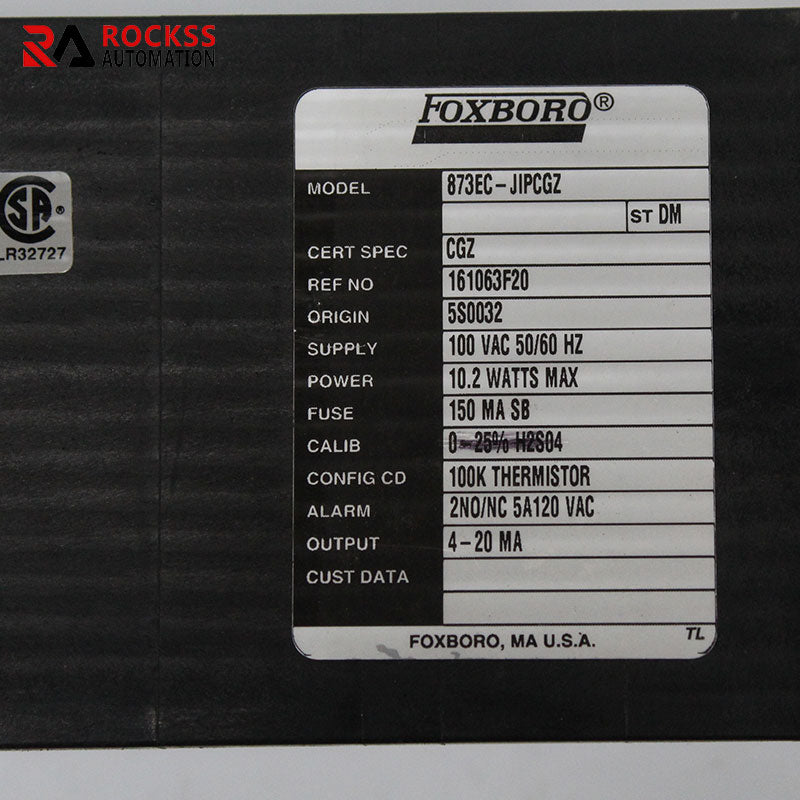 RA ROCKSS
AUTOMATION
FOXBORO®
MODEL 873EC-JIPCGZ
ST DM
CERT SPEC CGZ
REF NO 161063F20
ORIGIN 5S0032
SUPPLY 100 VAC 50/60 HZ
POWER 10.2 WATTS MAX
FUSE 150 MA SB
CALIB 0-25% H2SO4
CONFIG CD 100K THERMISTOR
ALARM 2NO/NC 5A120 VAC
OUTPUT 4-20 MA
CUST DATA
FOXBORO, MA U.S.A. TL
SA ®
LR32727